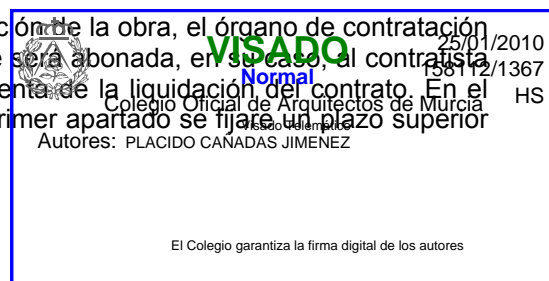 ción de la obra, el órgano de contratación
e será abonada, en su caso, al contratista
enta de la liquidación del contrato. En el
rimer apartado se fijare un plazo superior
VISADO
Normal
25/01/2010
158112/1367
HS
Colegio Oficial de Arquitectos de Murcia
Visado Telemático
Autores: PLACIDO CAÑADAS JIMENEZ
El Colegio garantiza la firma digital de los autores